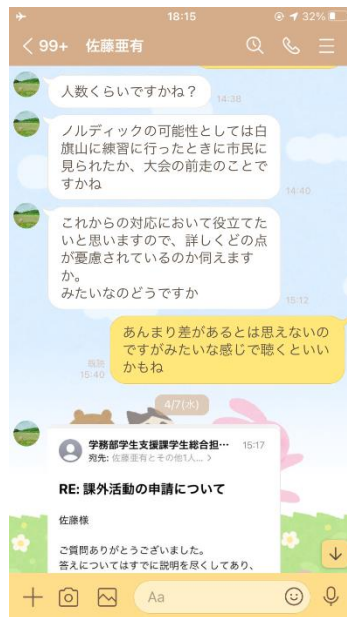 18:15
32%
99+ 佐藤亜有
人数くらいですかね？
14:38
ノルディックの可能性としては白
旗山に練習に行ったときに市民に
見られたか、大会の前走のことで
すかね
14:40
これからの対応において役立てた
いと思いますので、詳しくどの点
が憂慮されているのか伺えます
か。
みたいなのどうですか
15:12
あんまり差があるとは思えないの
ですがみたいな感じで聴くといい
かもね
既読
15:40
4/7(水)
学務部学生支援課学生総合担… 15:17
宛先: 佐藤亜有とその他1人... >
RE: 課外活動の申請について
佐藤様
ご質問ありがとうございました。
答えについてはすでに説明を尽くしてあり、
Aa